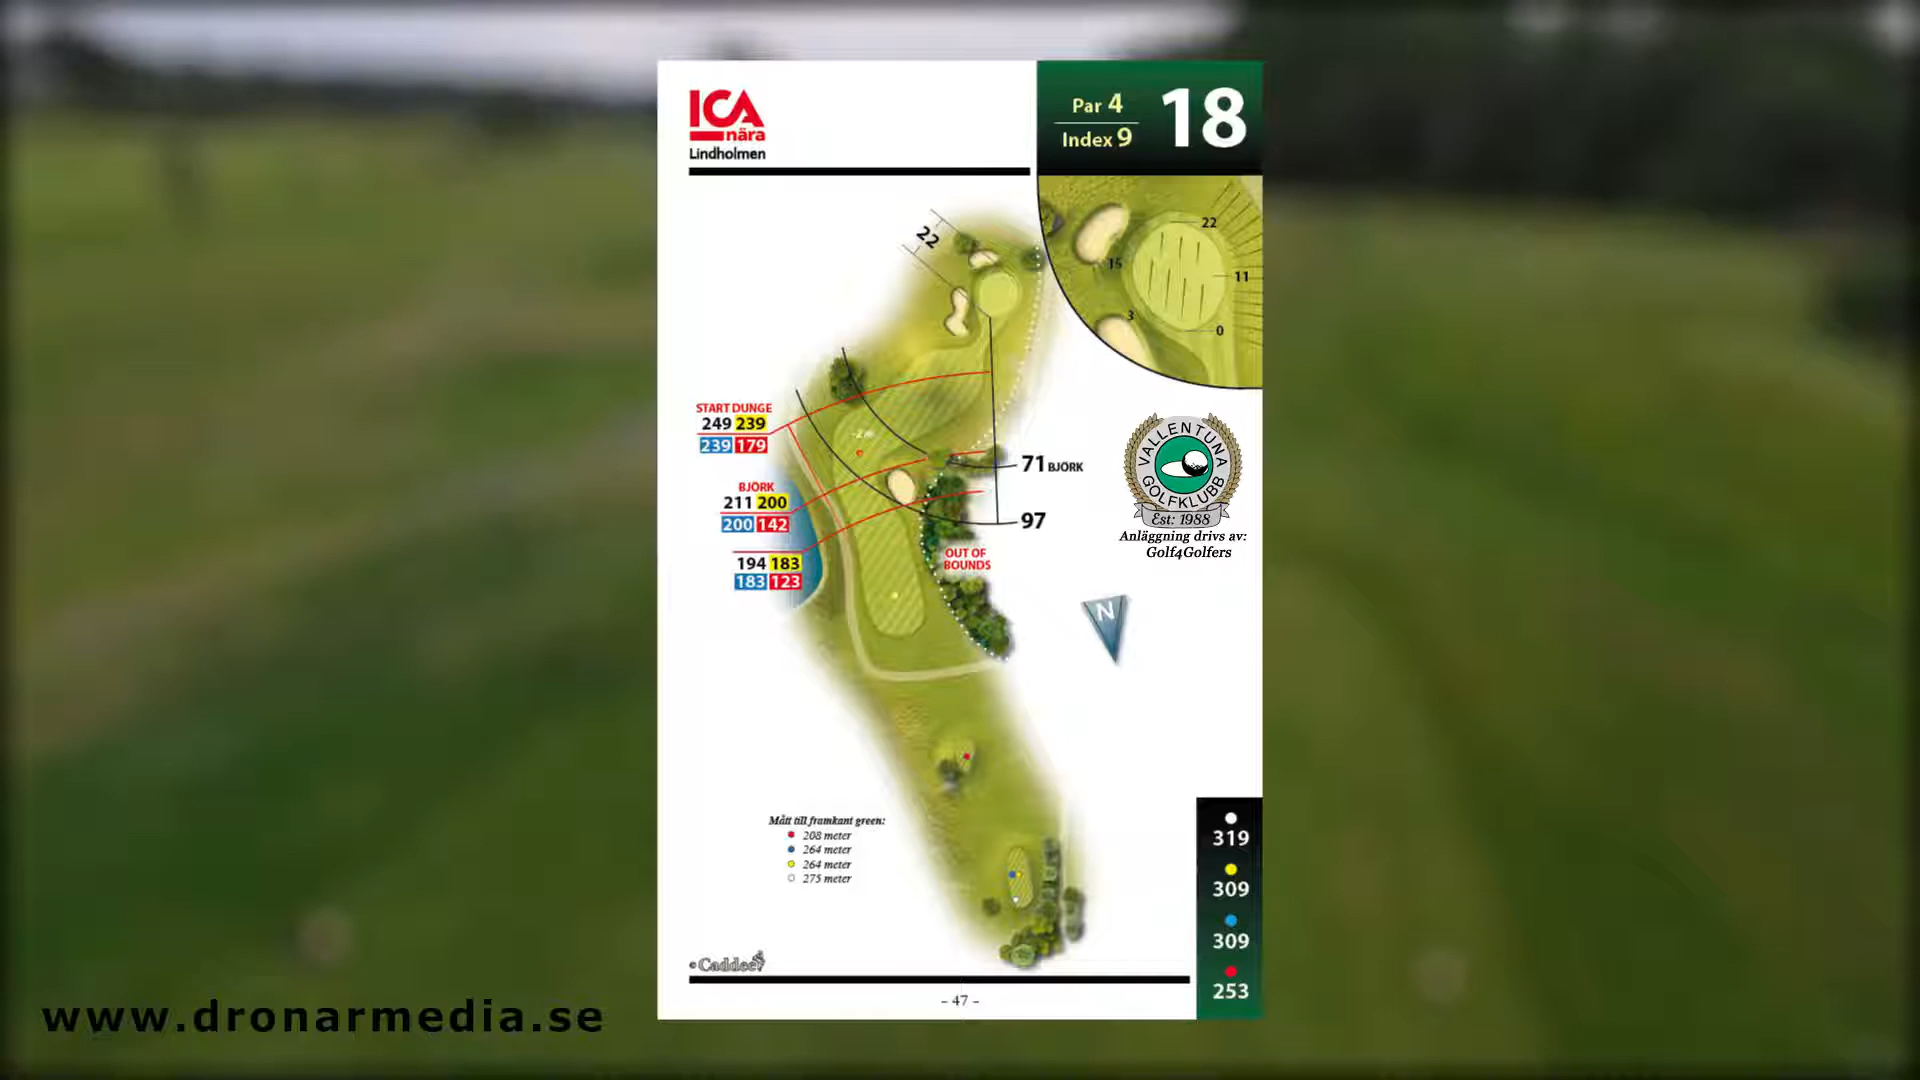 ICA
nära
Lindholmen
Par 4
Index 9
18
22
15
11
3
0
22
START DUNGE
249 239
239 179
-2m
BJÖRK
211 200
200 142
194 183
183 123
71 BJÖRK
97
OUT OF
BOUNDS
VALLENTUNA
GOLFKLUBB
Est: 1988
Anläggning drivs av:
Golf4Golfers
N
Mått till framkant green:
208 meter
264 meter
264 meter
275 meter
319
309
309
253
© Caddee
- 47 -
www.dronarmedia.se